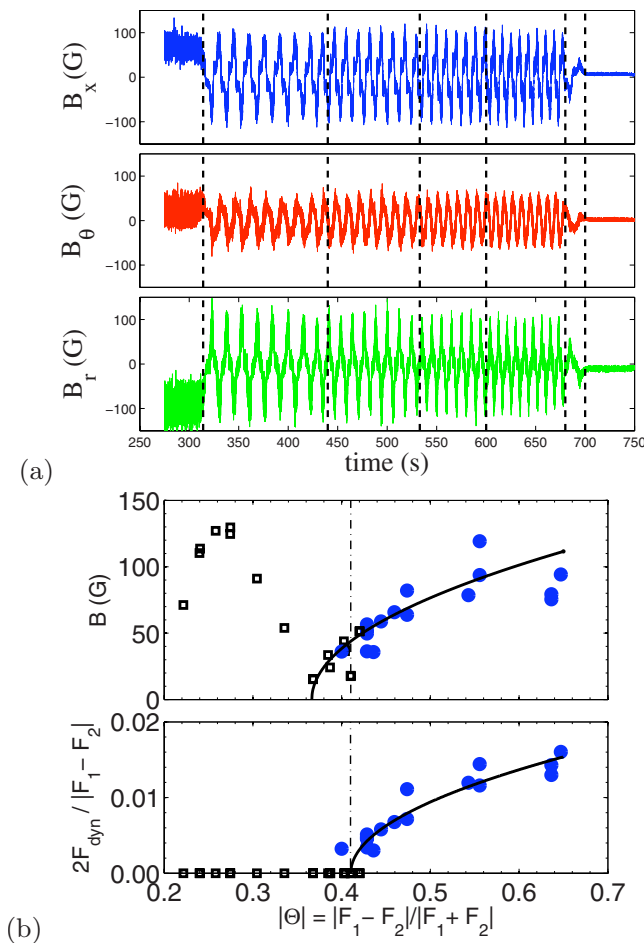 100
0
−100
B_x (G)
100
0
−100
B_θ (G)
100
0
−100
B_r (G)
250 300 350 400 450 500 550 600 650 700 750
time (s)
(a)
150
100
50
0
B (G)
0.02
0.01
0.00
2F_dyn / |F_1 − F_2|
0.2 0.3 0.4 0.5 0.6 0.7
|Θ| = |F_1 − F_2|/|F_1 + F_2|
(b)